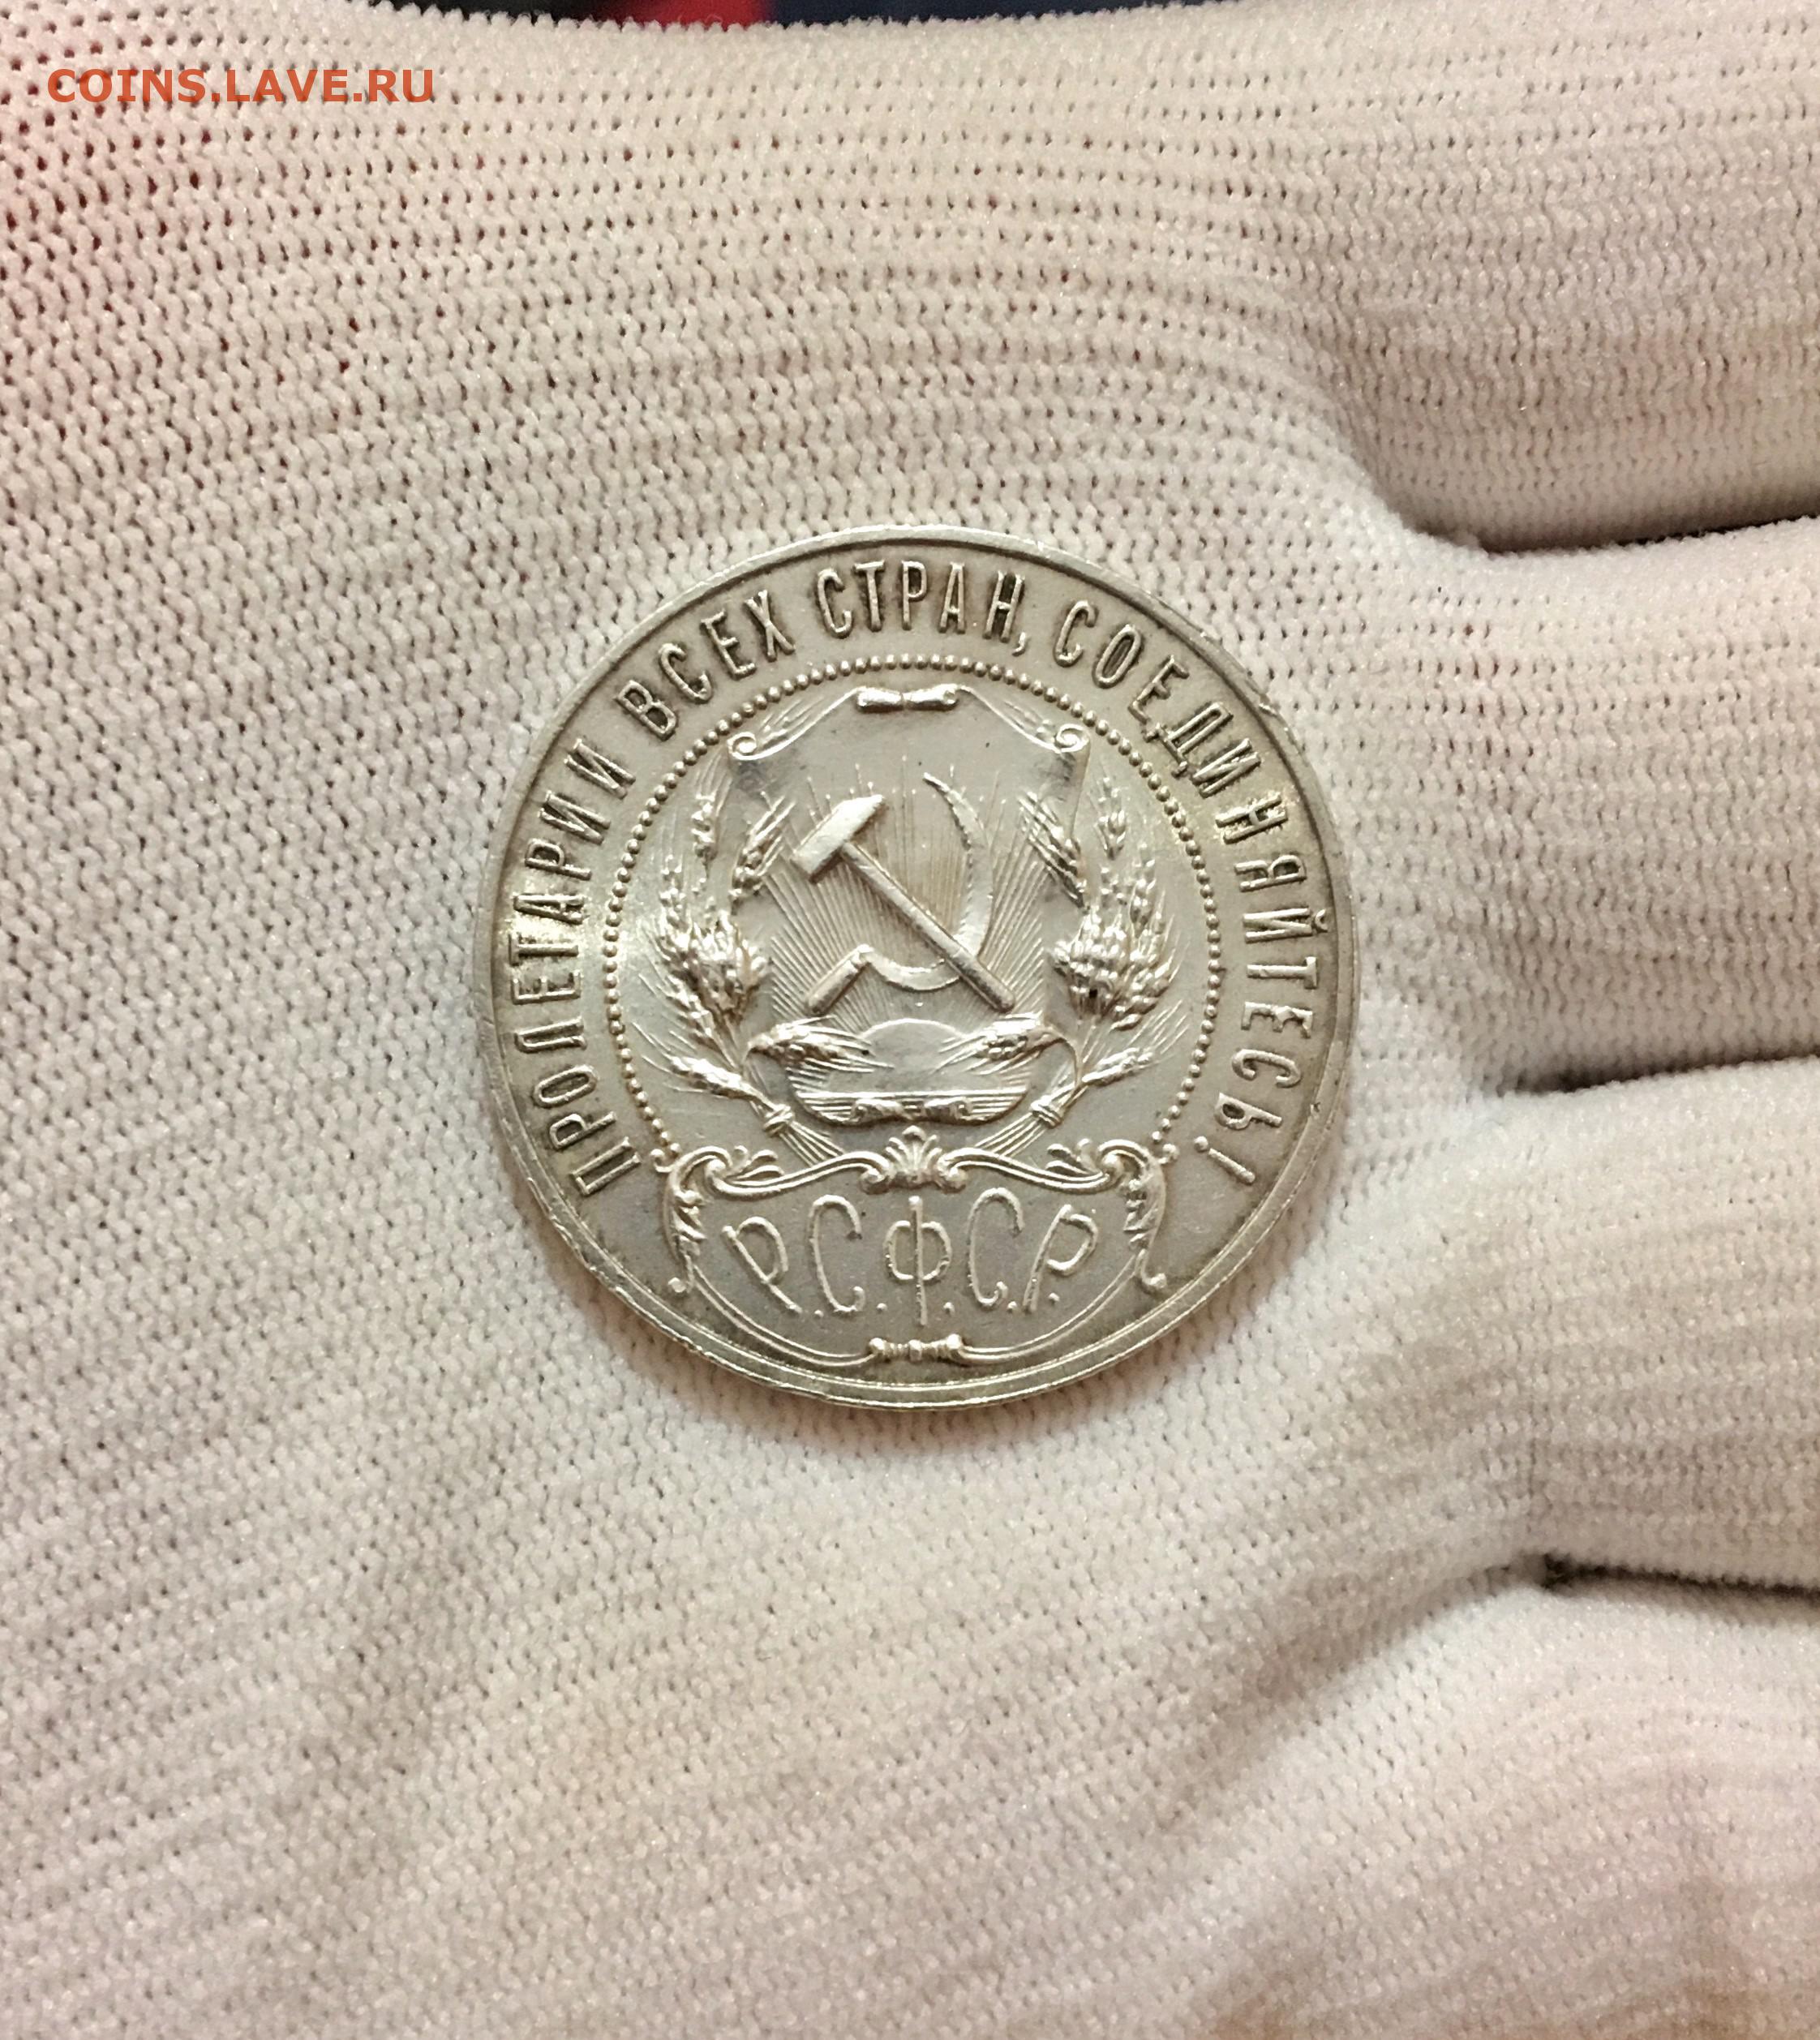 COINS.LAVE.RU
ПРОЛЕТАРИИ ВСЕХ СТРАН, СОЕДИНЯЙТЕСЬ!
Р.С.Ф.С.Р.